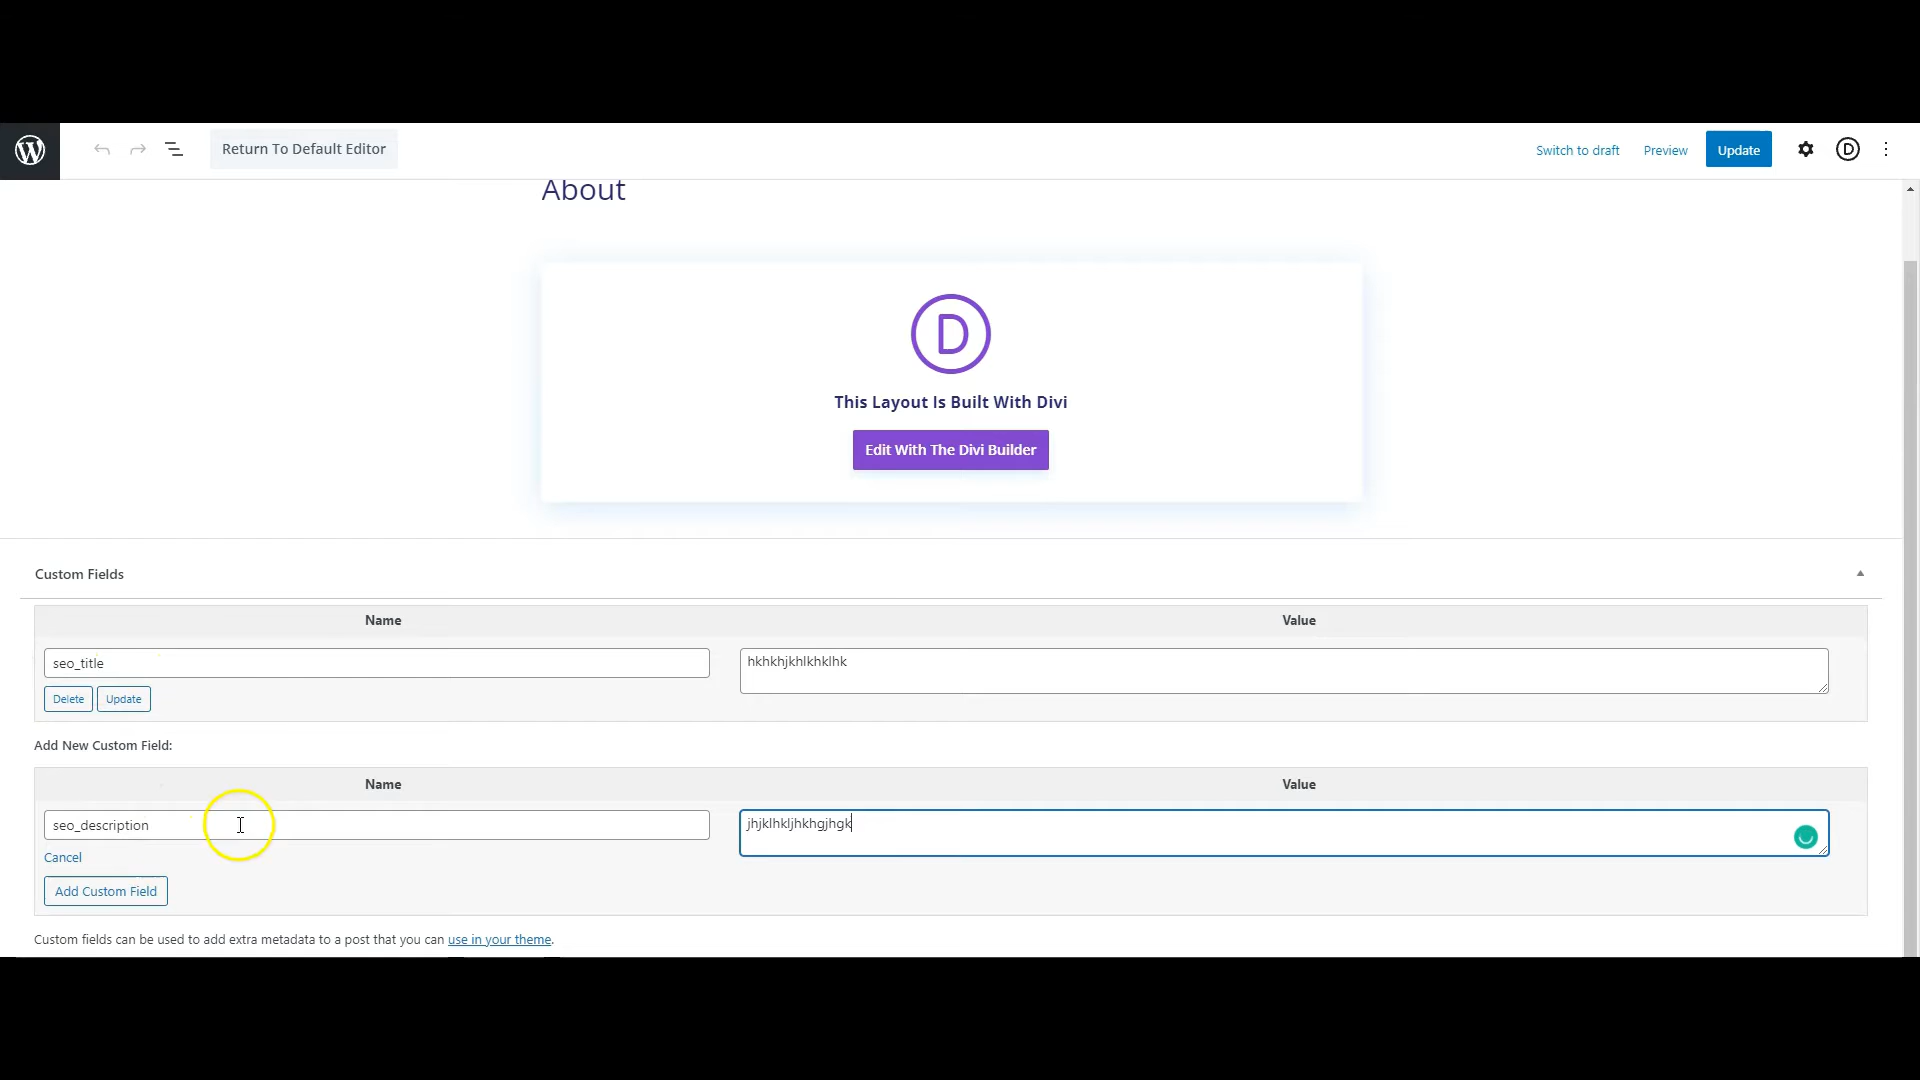 Return To Default Editor
Switch to draft
Preview
Update
About
D
This Layout Is Built With Divi
Edit With The Divi Builder
Custom Fields
Name
Value
seo_title
hkhkhjkhlkhklhk
Delete
Update
Add New Custom Field:
Name
Value
seo_description
jhjklhkljhkhgjhgk
Cancel
Add Custom Field
Custom fields can be used to add extra metadata to a post that you can use in your theme.